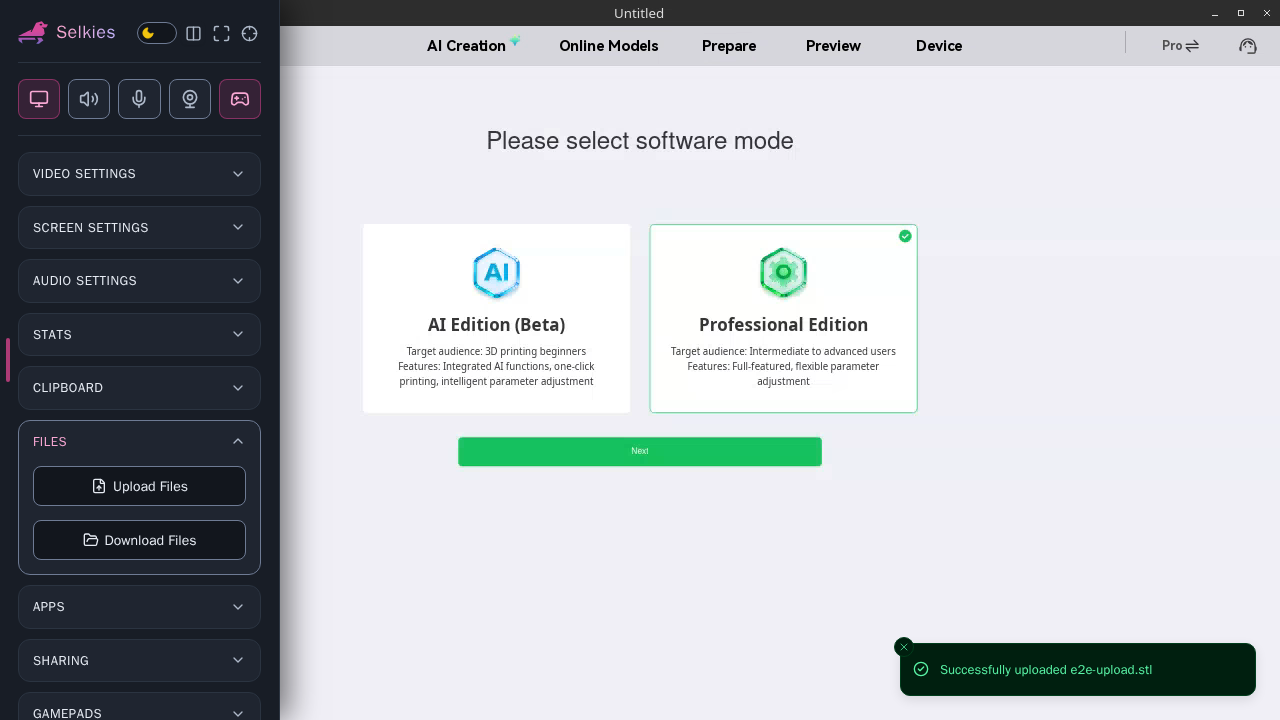 Untitled
Selkies
AI Creation
Online Models
Prepare
Preview
Device
Pro
VIDEO SETTINGS
SCREEN SETTINGS
AUDIO SETTINGS
STATS
CLIPBOARD
FILES
Upload Files
Download Files
APPS
SHARING
GAMEPADS
Please select software mode
AI
AI Edition (Beta)
Target audience: 3D printing beginners
Features: Integrated AI functions, one-click
printing, intelligent parameter adjustment
Professional Edition
Target audience: Intermediate to advanced users
Features: Full-featured, flexible parameter
adjustment
Next
Successfully uploaded e2e-upload.stl